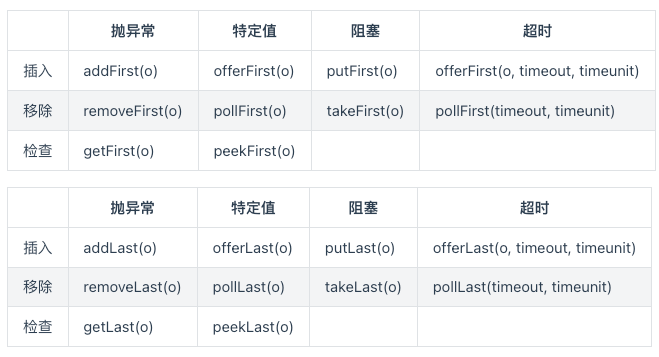 抛异常 特定值 阻塞 超时
插入 addFirst(o) offerFirst(o) putFirst(o) offerFirst(o, timeout, timeunit)
移除 removeFirst(o) pollFirst(o) takeFirst(o) pollFirst(timeout, timeunit)
检查 getFirst(o) peekFirst(o)
抛异常 特定值 阻塞 超时
插入 addLast(o) offerLast(o) putLast(o) offerLast(o, timeout, timeunit)
移除 removeLast(o) pollLast(o) takeLast(o) pollLast(timeout, timeunit)
检查 getLast(o) peekLast(o)